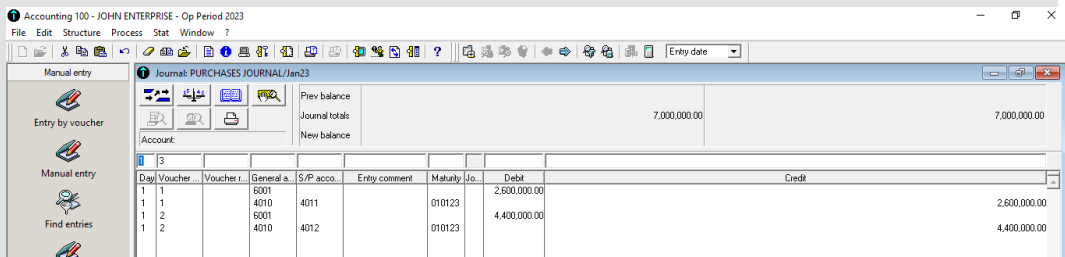 Accounting 100 - JOHN ENTERPRISE - Op Period 2023
File Edit Structure Process Stat Window ?
Entry date
Manual entry
Journal: PURCHASES JOURNAL/Jan23
Prev balance
Entry by voucher
Journal totals 7,000,000.00 7,000,000.00
New balance
Account:
Manual entry
1 3
Day Voucher ... Voucher r... General a... S/P acco... Entry comment Maturity Jo... Debit Credit
1 1 6001 2,600,000.00
1 1 4010 4011 010123 2,600,000.00
1 2 6001 4,400,000.00
1 2 4010 4012 010123 4,400,000.00
Find entries